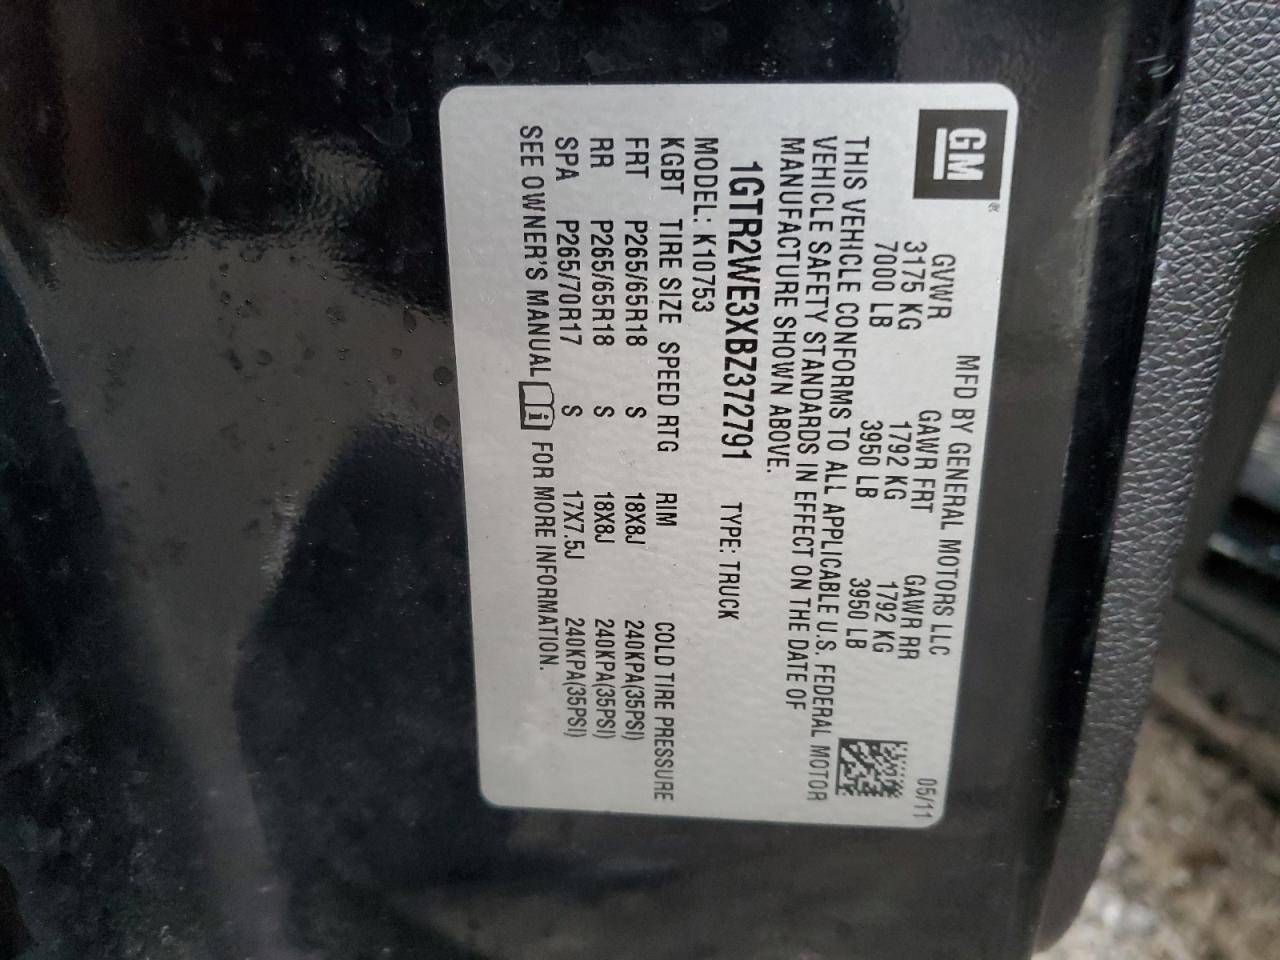 GM®
MFD BY GENERAL MOTORS LLC 05/11
GVWR GAWR FRT GAWR RR
3175 KG 1792 KG 1792 KG
7000 LB 3950 LB 3950 LB
THIS VEHICLE CONFORMS TO ALL APPLICABLE U.S. FEDERAL MOTOR
VEHICLE SAFETY STANDARDS IN EFFECT ON THE DATE OF
MANUFACTURE SHOWN ABOVE.
1GTR2WE3XBZ372791 TYPE: TRUCK
MODEL: K10753
KGBT TIRE SIZE SPEED RTG RIM COLD TIRE PRESSURE
FRT P265/65R18 S 18X8J 240KPA(35PSI)
RR P265/65R18 S 18X8J 240KPA(35PSI)
SPA P265/70R17 S 17X7.5J 240KPA(35PSI)
SEE OWNER'S MANUAL i FOR MORE INFORMATION.